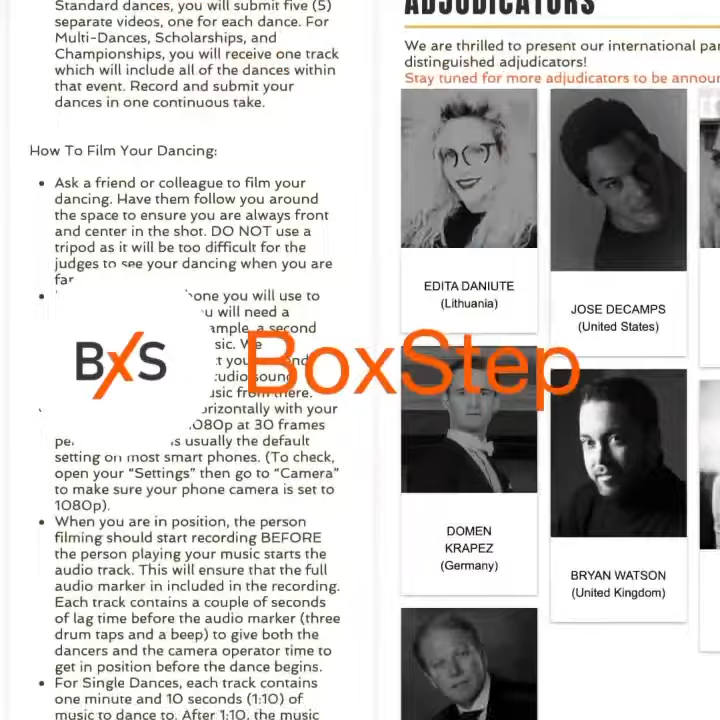 Standard dances, you will submit five (5)
separate videos, one for each dance. For
Multi-Dances, Scholarships, and
Championships, you will receive one track
which will include all of the dances within
that event. Record and submit your
dances in one continuous take.
How To Film Your Dancing:
• Ask a friend or colleague to film your
dancing. Have them follow you around
the space to ensure you are always front
and center in the shot. DO NOT use a
tripod as it will be too difficult for the
judges to see your dancing when you are
far
you will use to
will need a
a second
We
sound
from there.
with your
1080p at 30 frames
is usually the default
setting on most smart phones. (To check,
open your “Settings” then go to “Camera”
to make sure your phone camera is set to
1080p).
• When you are in position, the person
filming should start recording BEFORE
the person playing your music starts the
audio track. This will ensure that the full
audio marker in included in the recording.
Each track contains a couple of seconds
of lag time before the audio marker (three
drum taps and a beep) to give both the
dancers and the camera operator time to
get in position before the dance begins.
• For Single Dances, each track contains
one minute and 10 seconds (1:10) of
music to dance to. After 1:10, the music
BXS
BoxStep
ADJUDICATORS
We are thrilled to present our international
distinguished adjudicators!
Stay tuned for more adjudicators to be
EDITA DANIUTE
(Lithuania)
JOSE DECAMPS
(United States)
DOMEN
KRAPEZ
(Germany)
BRYAN WATSON
(United Kingdom)